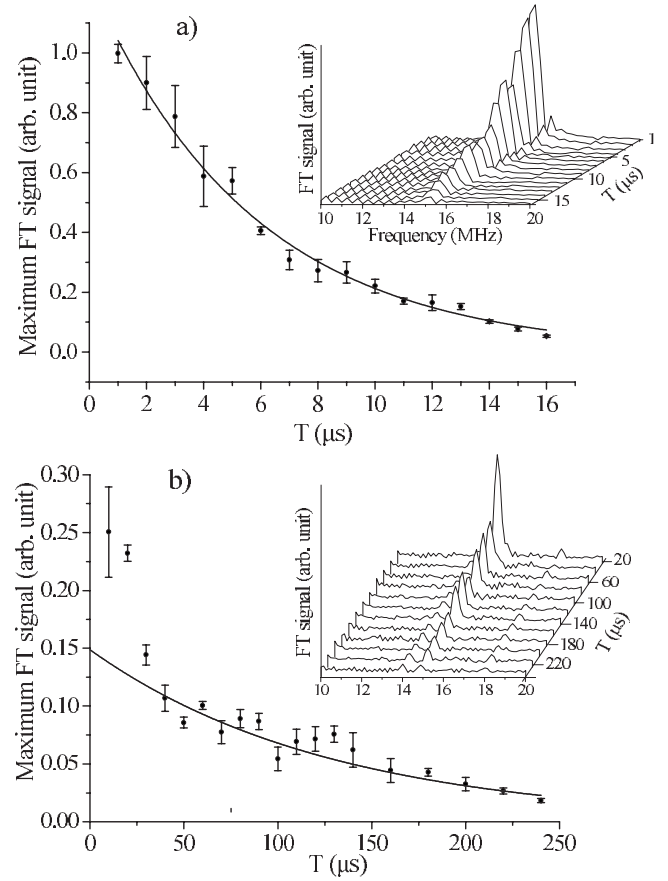 a)
Maximum FT signal (arb. unit)
1.0
0.8
0.6
0.4
0.2
0.0
0 2 4 6 8 10 12 14 16
T (μs)
FT signal (arb. unit)
10 12 14 16 18 20
Frequency (MHz)
1
5
10
15
T (μs)
b)
Maximum FT signal (arb. unit)
0.30
0.25
0.20
0.15
0.10
0.05
0.00
0 50 100 150 200 250
T (μs)
FT signal (arb. unit)
10 12 14 16 18 20
20
60
100
140
180
220
T (μs)